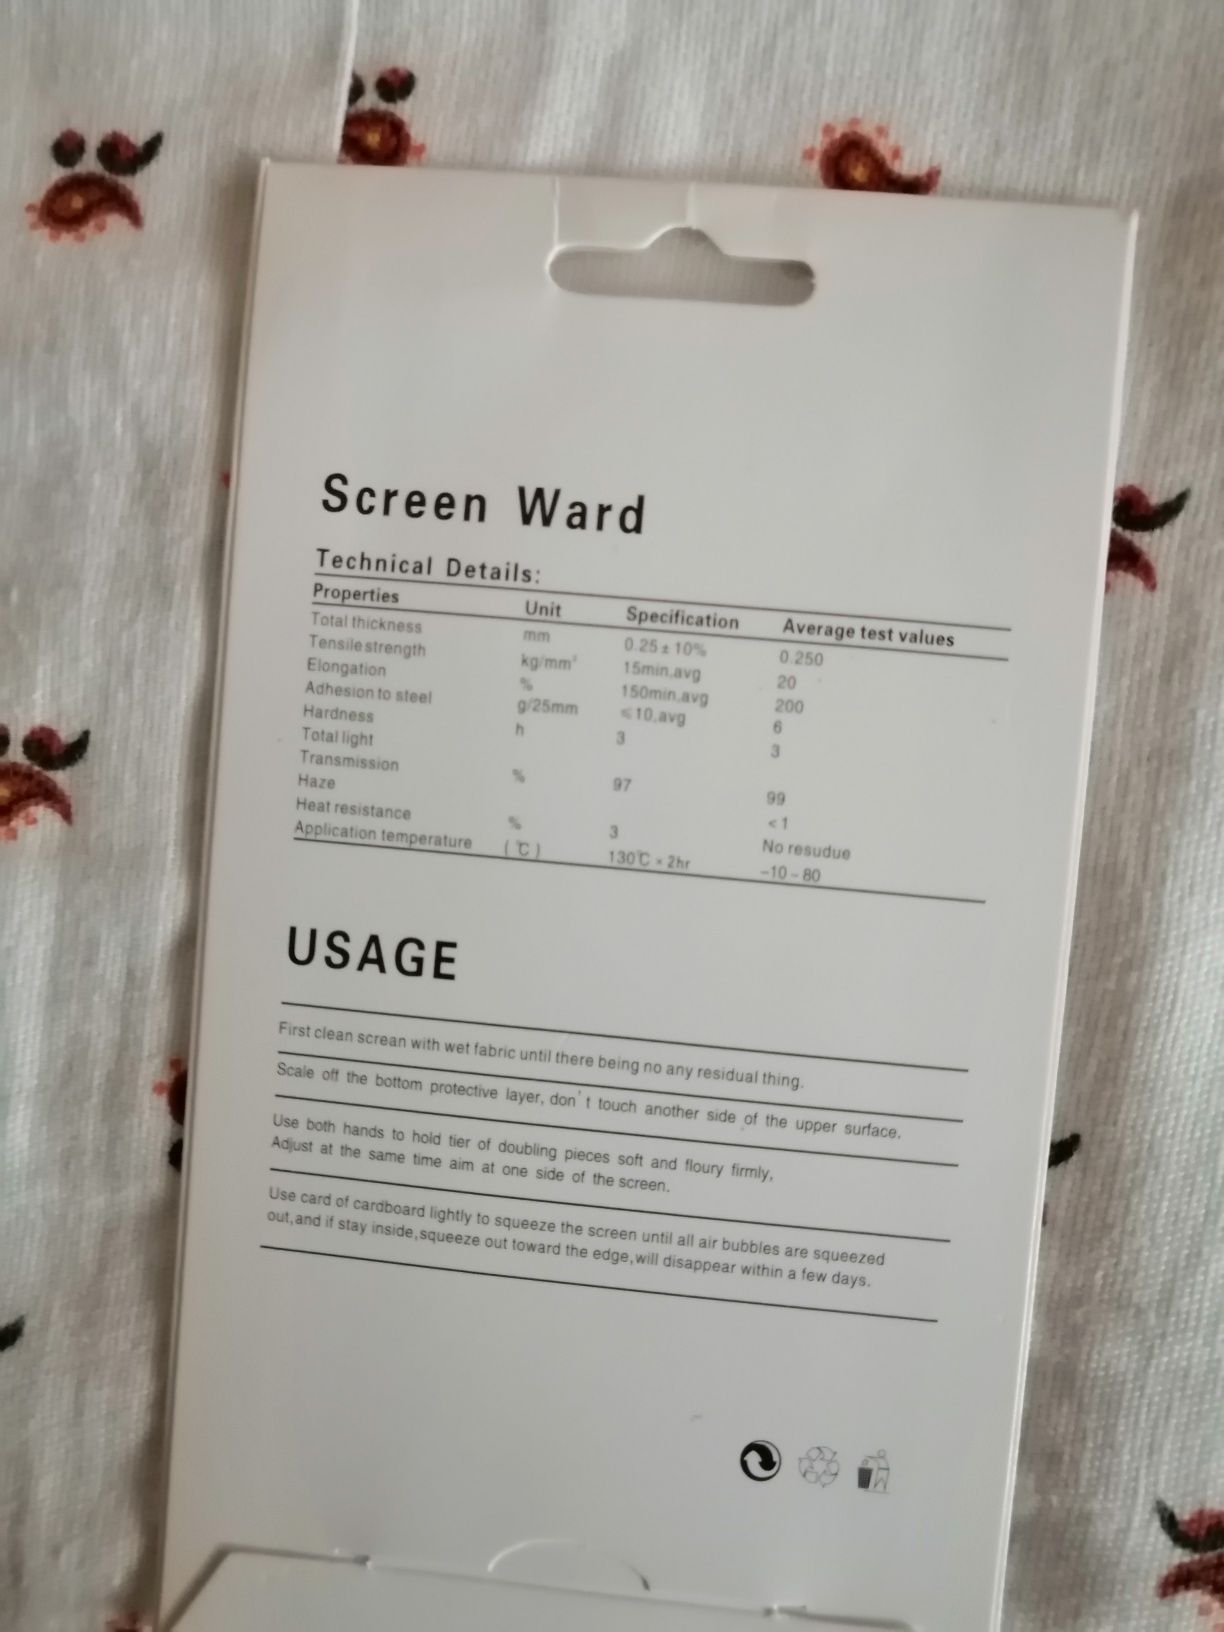 Screen Ward
Technical Details:
Properties Unit Specification Average test values
Total thickness mm 0.25±10% 0.250
Tensile strength kg/mm² 15min,avg 20
Elongation % 150min,avg 200
Adhesion to steel g/25mm ≤10,avg 6
Hardness h 3 3
Total light
Transmission % 97 99
Haze % 3 <1
Heat resistance (℃) 130℃×2hr No resudue
Application temperature -10-80
USAGE
First clean screan with wet fabric until there being no any residual thing.
Scale off the bottom protective layer, don't touch another side of the upper surface.
Use both hands to hold tier of doubling pieces soft and floury firmly,
Adjust at the same time aim at one side of the screen.
Use card of cardboard lightly to squeeze the screen until all air bubbles are squeezed
out,and if stay inside,squeeze out toward the edge,will disappear within a few days.